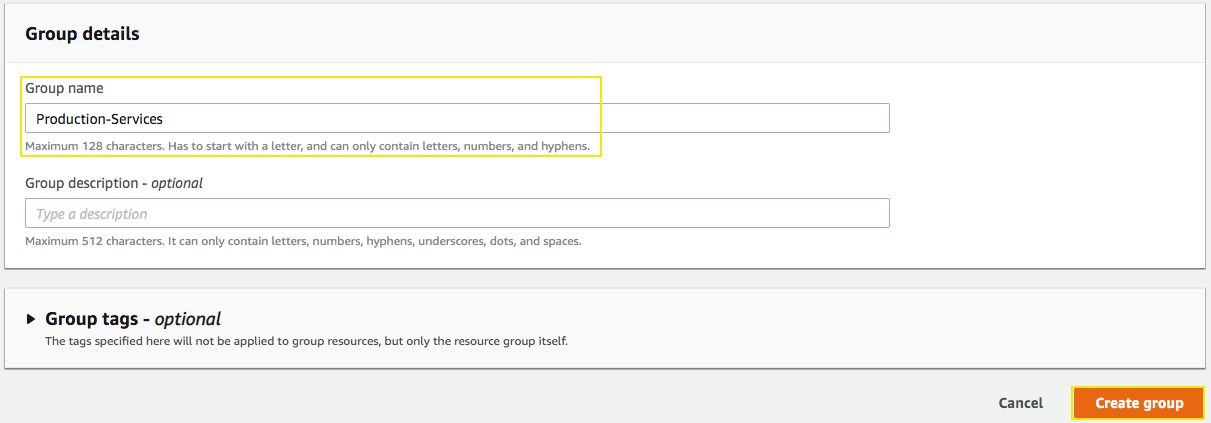 Group details
Group name
Production-Services
Maximum 128 characters. Has to start with a letter, and can only contain letters, numbers, and hyphens.
Group description - optional
Type a description
Maximum 512 characters. It can only contain letters, numbers, hyphens, underscores, dots, and spaces.
Group tags - optional
The tags specified here will not be applied to group resources, but only the resource group itself.
Cancel Create group